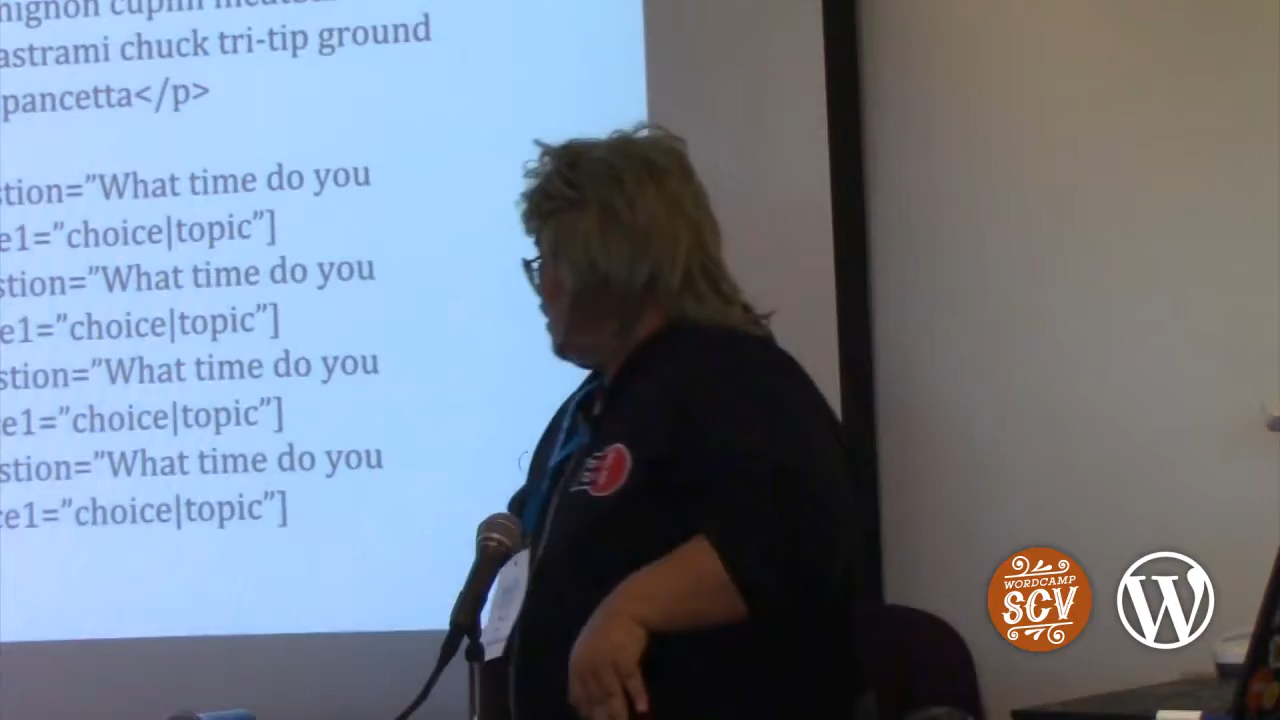 astrami chuck tri-tip ground
pancetta</p>
stion="What time do you
e1="choice|topic"]
stion="What time do you
e1="choice|topic"]
stion="What time do you
e1="choice|topic"]
stion="What time do you
ce1="choice|topic"]
WORDCAMP
SCV